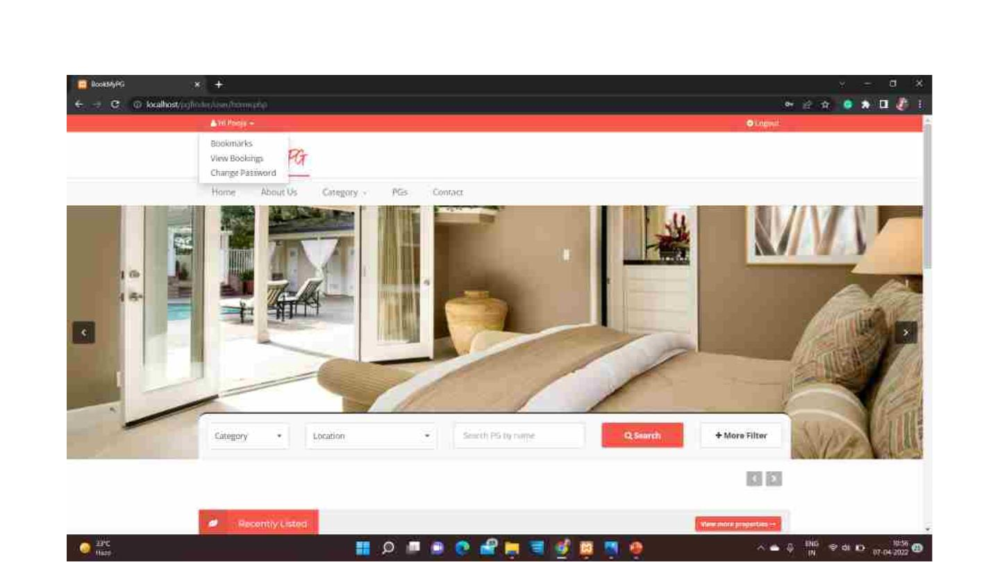 BookMyPG
localhost/pgfinder/user/home.php
Hi Pooja
Logout
Bookmarks
View Bookings
Change Password
PG
Home About Us Category PGs Contact
Category Location Search PG by name Search + More Filter
Recently Listed View more properties
33°C
Haze
ENG
IN
10:56
07-04-2022